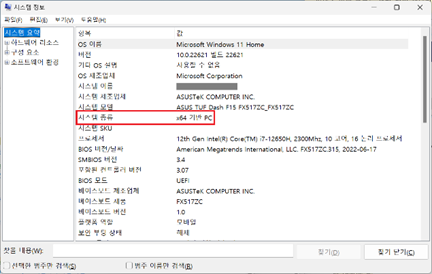 시스템 정보
파일(F) 편집(E) 보기(V) 도움말(H)
시스템 요약
하드웨어 리소스
구성 요소
소프트웨어 환경
항목 값
OS 이름 Microsoft Windows 11 Home
버전 10.0.22621 빌드 22621
기타 OS 설명 사용할 수 없음
OS 제조업체 Microsoft Corporation
시스템 이름
시스템 제조업체 ASUSTeK COMPUTER INC.
시스템 모델 ASUS TUF Dash F15 FX517ZC_FX517ZC
시스템 종류 x64 기반 PC
시스템 SKU
프로세서 12th Gen Intel(R) Core(TM) i7-12650H, 2300Mhz, 10 코어, 16 논리 프로세서
BIOS 버전/날짜 American Megatrends International, LLC. FX517ZC.315, 2022-06-17
SMBIOS 버전 3.4
포함된 컨트롤러 버전 3.07
BIOS 모드 UEFI
베이스보드 제조업체 ASUSTeK COMPUTER INC.
베이스보드 제품 FX517ZC
베이스보드 버전 1.0
플랫폼 역할 모바일
보안 부팅 상태 해제
찾을 내용(W): 찾기(D) 찾기 닫기(C)
선택한 범주만 검색(S) 범주 이름만 검색(R)